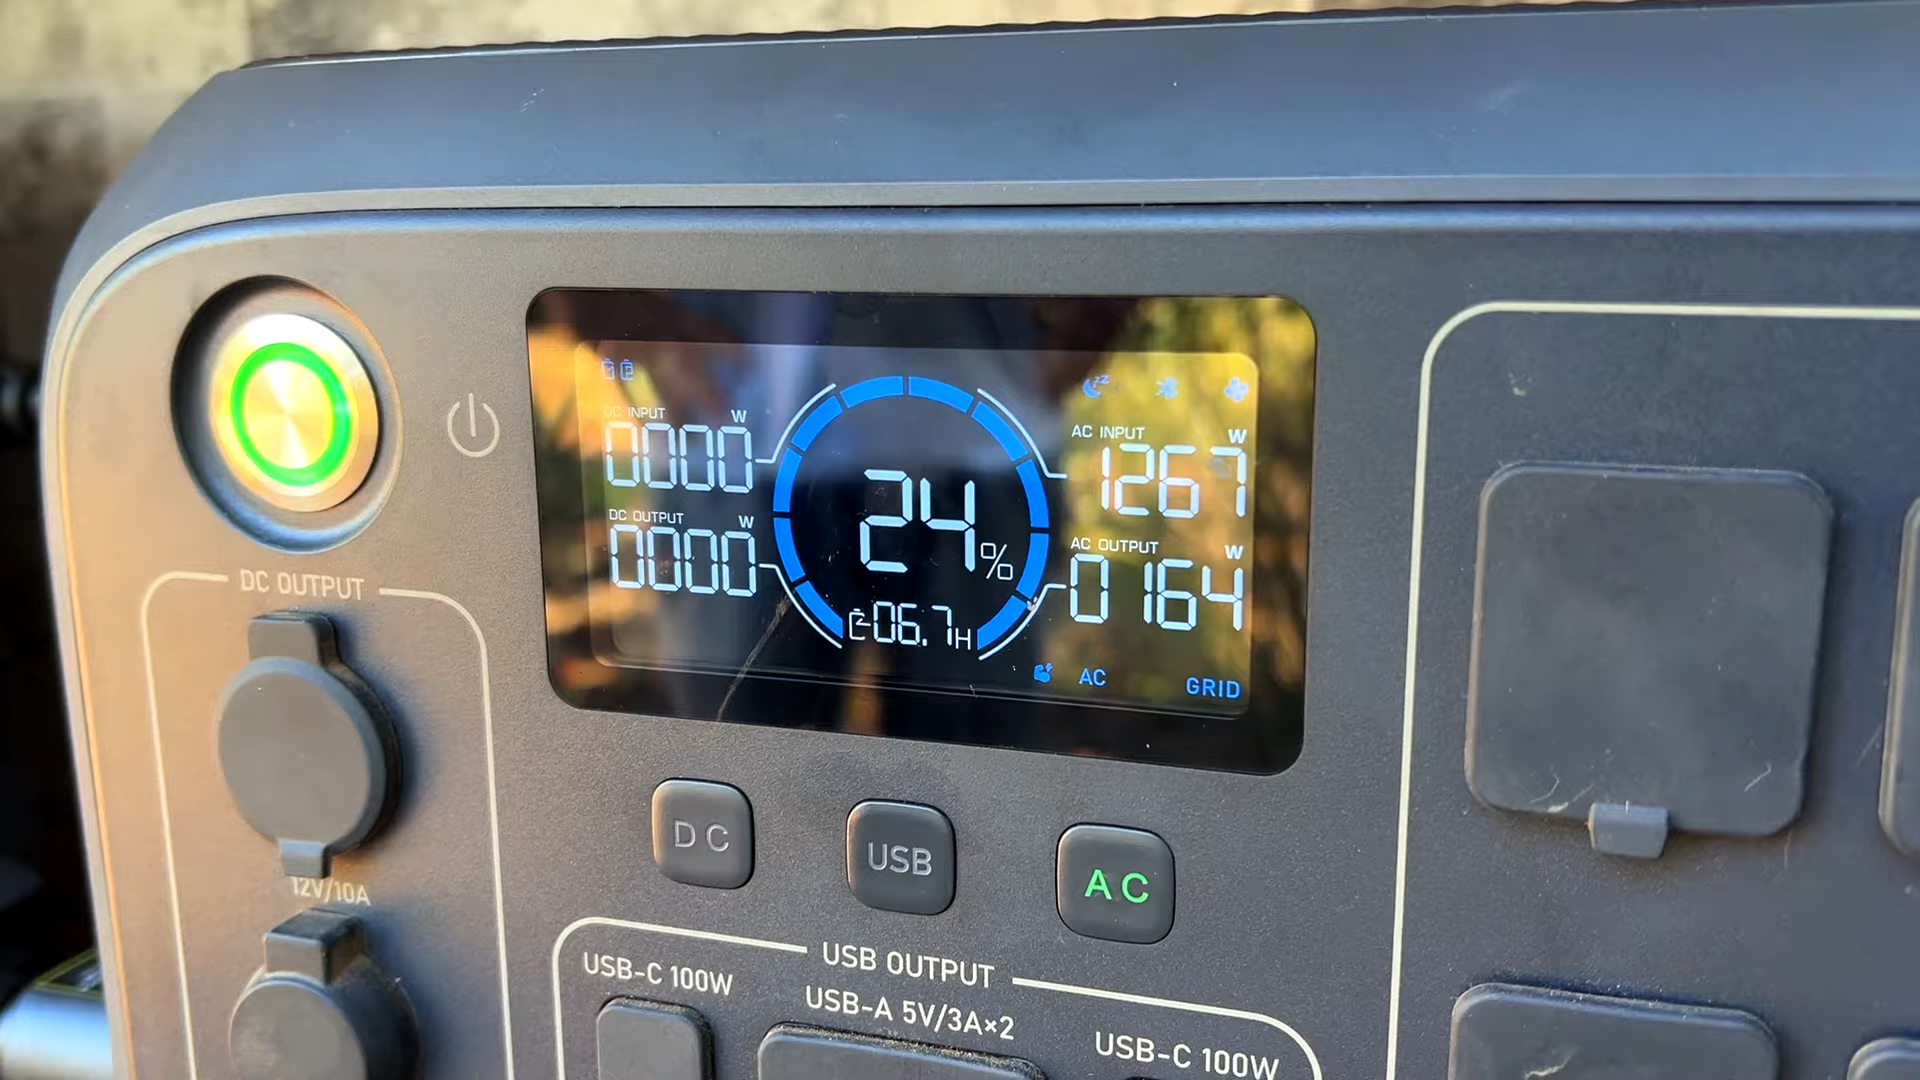 DC INPUT W
0000
DC OUTPUT W
0000
24%
06.7H
AC INPUT W
1267
AC OUTPUT W
0164
AC
GRID
DC OUTPUT
12V/10A
DC
USB
AC
USB OUTPUT
USB-C 100W
USB-A 5V/3A×2
USB-C 100W